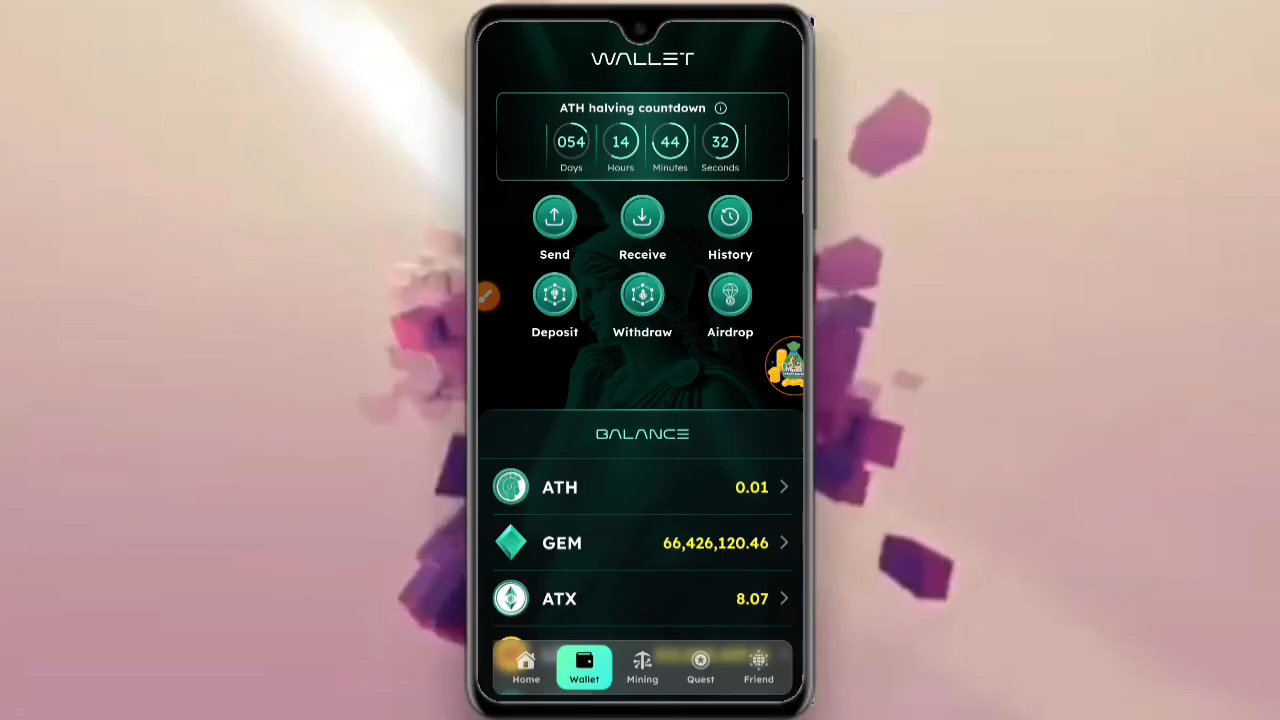 WALLET
ATH halving countdown
054 14 44 32
Days Hours Minutes Seconds
Send Receive History
Deposit Withdraw Airdrop
BALANCE
ATH 0.01
GEM 66,426,120.46
ATX 8.07
Home Wallet Mining Quest Friend